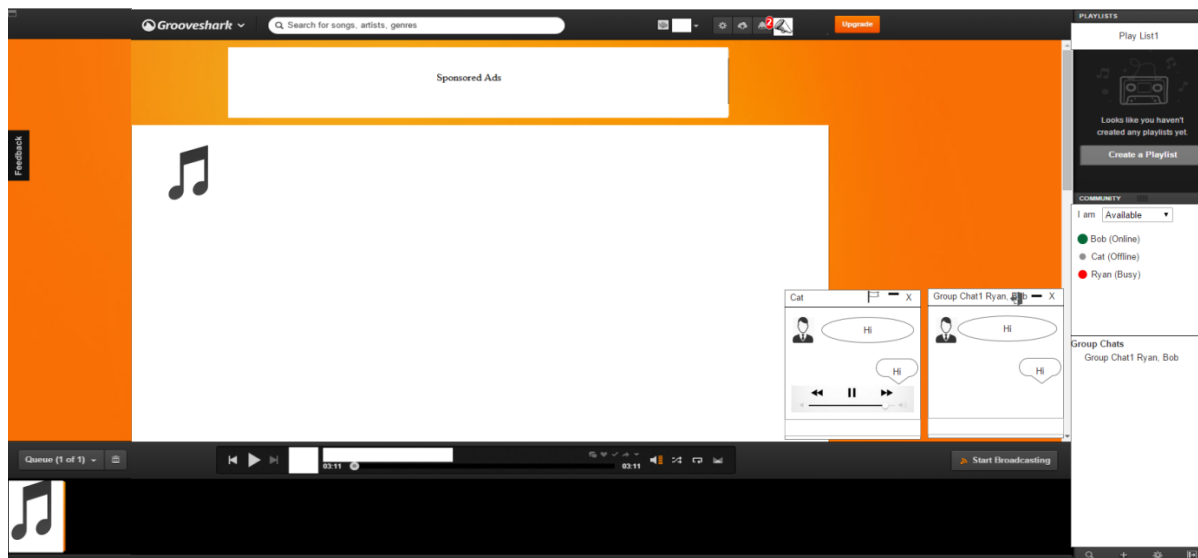 Grooveshark
Search for songs, artists, genres
2
Upgrade
PLAYLISTS
Play List1
Sponsored Ads
Looks like you haven't
created any playlists yet.
Create a Playlist
Feedback
COMMUNITY
I am Available
Bob (Online)
Cat (Offline)
Ryan (Busy)
Cat X
Hi
Hi
Group Chat1 Ryan, Bob X
Hi
Hi
Group Chats
Group Chat1 Ryan, Bob
Queue (1 of 1)
03:11
03:11
Start Broadcasting